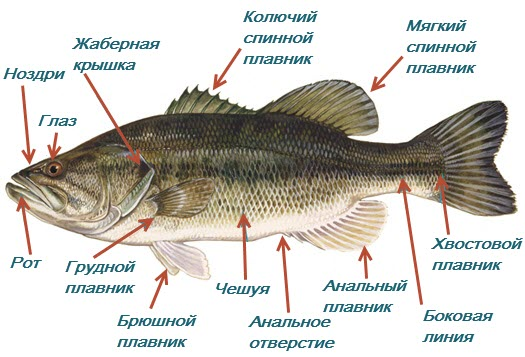 Колючий
спинной
плавник
Мягкий
спинной
плавник
Жаберная
крышка
Ноздри
Глаз
Рот
Грудной
плавник
Брюшной
плавник
Чешуя
Анальное
отверстие
Анальный
плавник
Боковая
линия
Хвостовой
плавник